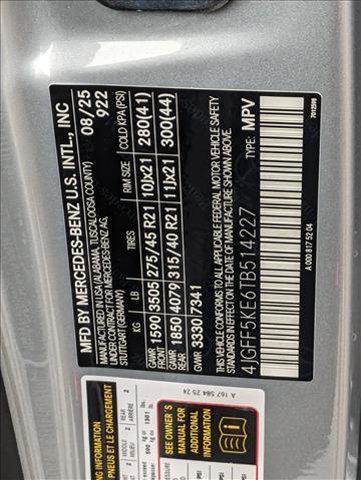 MFD BY MERCEDES-BENZ U.S. INTL., INC
MANUFACTURED IN USA (ALABAMA, TUSCALOOSA COUNTY) 08/25
UNDER CONTRACT FOR MERCEDES-BENZ AG, 922
STUTTGART (GERMANY)
KG LB TIRES RIM SIZE COLD KPA (PSI)
GAWR FRONT 1590 3505 275/45 R21 10Jx21 280(41)
GAWR 1850 4079 315/40 R21 11Jx21 300(44)
GVWR 3330 7341
THIS VEHICLE CONFORMS TO ALL APPLICABLE FEDERAL MOTOR VEHICLE SAFETY
STANDARDS IN EFFECT ON THE DATE OF MANUFACTURE SHOWN ABOVE.
4JGFF5KE6TB514227 TYPE: MPV
A 000 817 52 04
A 167 584 25 24
SEE OWNER'S
MANUAL FOR
ADDITIONAL
INFORMATION